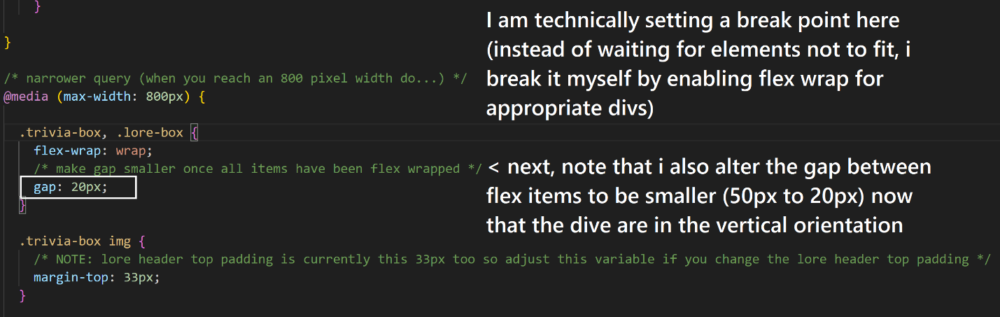 }
I am technically setting a break point here
}
(instead of waiting for elements not to fit, i
/* narrower query (when you reach an 800 pixel width do...) */
break it myself by enabling flex wrap for
@media (max-width: 800px) {
appropriate divs)
.trivia-box, .lore-box {
flex-wrap: wrap;
/* make gap smaller once all items have been flex wrapped */
< next, note that i also alter the gap between
gap: 20px;
flex items to be smaller (50px to 20px) now
}
that the dive are in the vertical orientation
.trivia-box img {
/* NOTE: lore header top padding is currently this 33px too so adjust this variable if you change the lore header top padding */
margin-top: 33px;
}